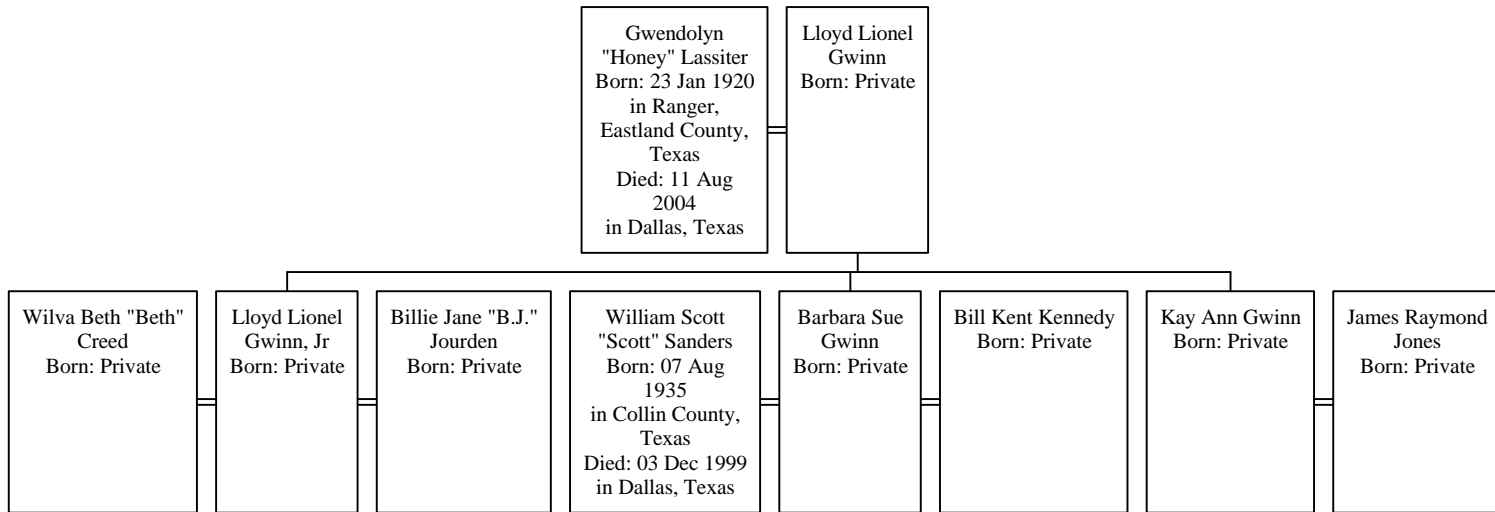 Gwendolyn
"Honey" Lassiter
Born: 23 Jan 1920
in Ranger,
Eastland County,
Texas
Died: 11 Aug
2004
in Dallas, Texas
Lloyd Lionel
Gwinn
Born: Private
Wilva Beth "Beth"
Creed
Born: Private
Lloyd Lionel
Gwinn, Jr
Born: Private
Billie Jane "B.J."
Jourden
Born: Private
William Scott
"Scott" Sanders
Born: 07 Aug
1935
in Collin County,
Texas
Died: 03 Dec 1999
in Dallas, Texas
Barbara Sue
Gwinn
Born: Private
Bill Kent Kennedy
Born: Private
Kay Ann Gwinn
Born: Private
James Raymond
Jones
Born: Private